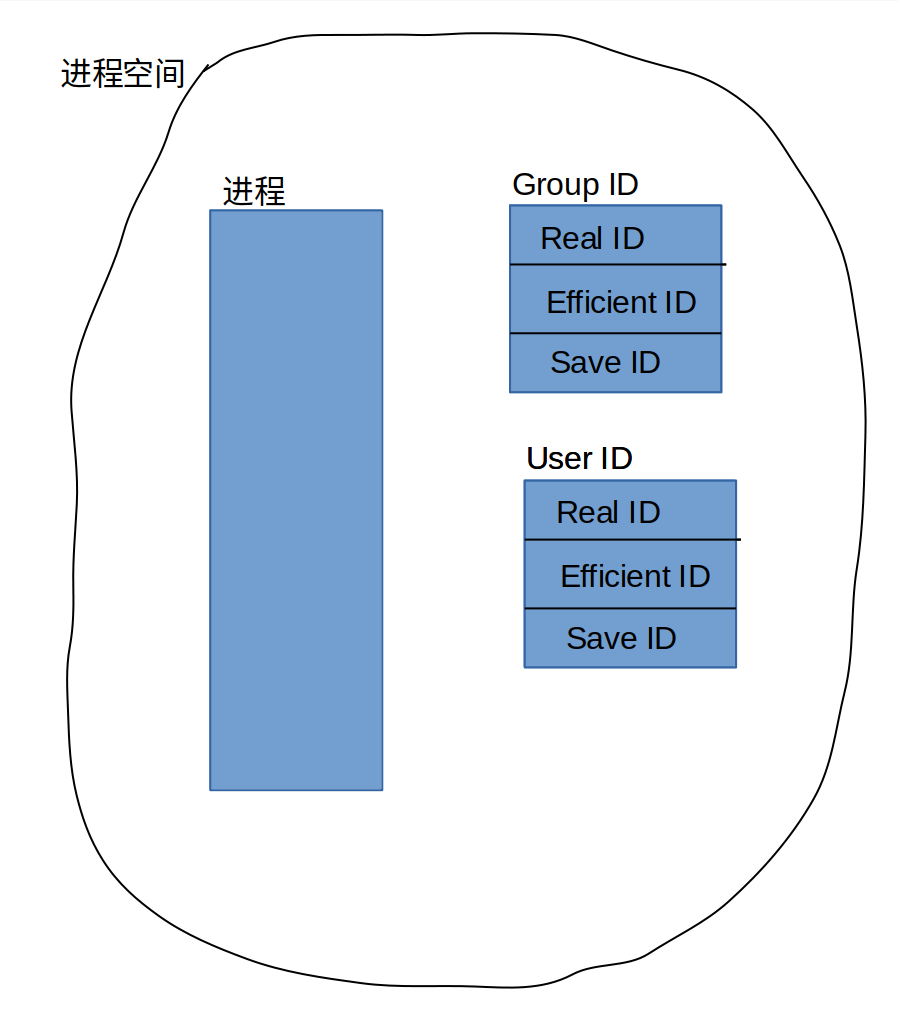 进程空间
进程
Group ID
Real ID
Efficient ID
Save ID
User ID
Real ID
Efficient ID
Save ID